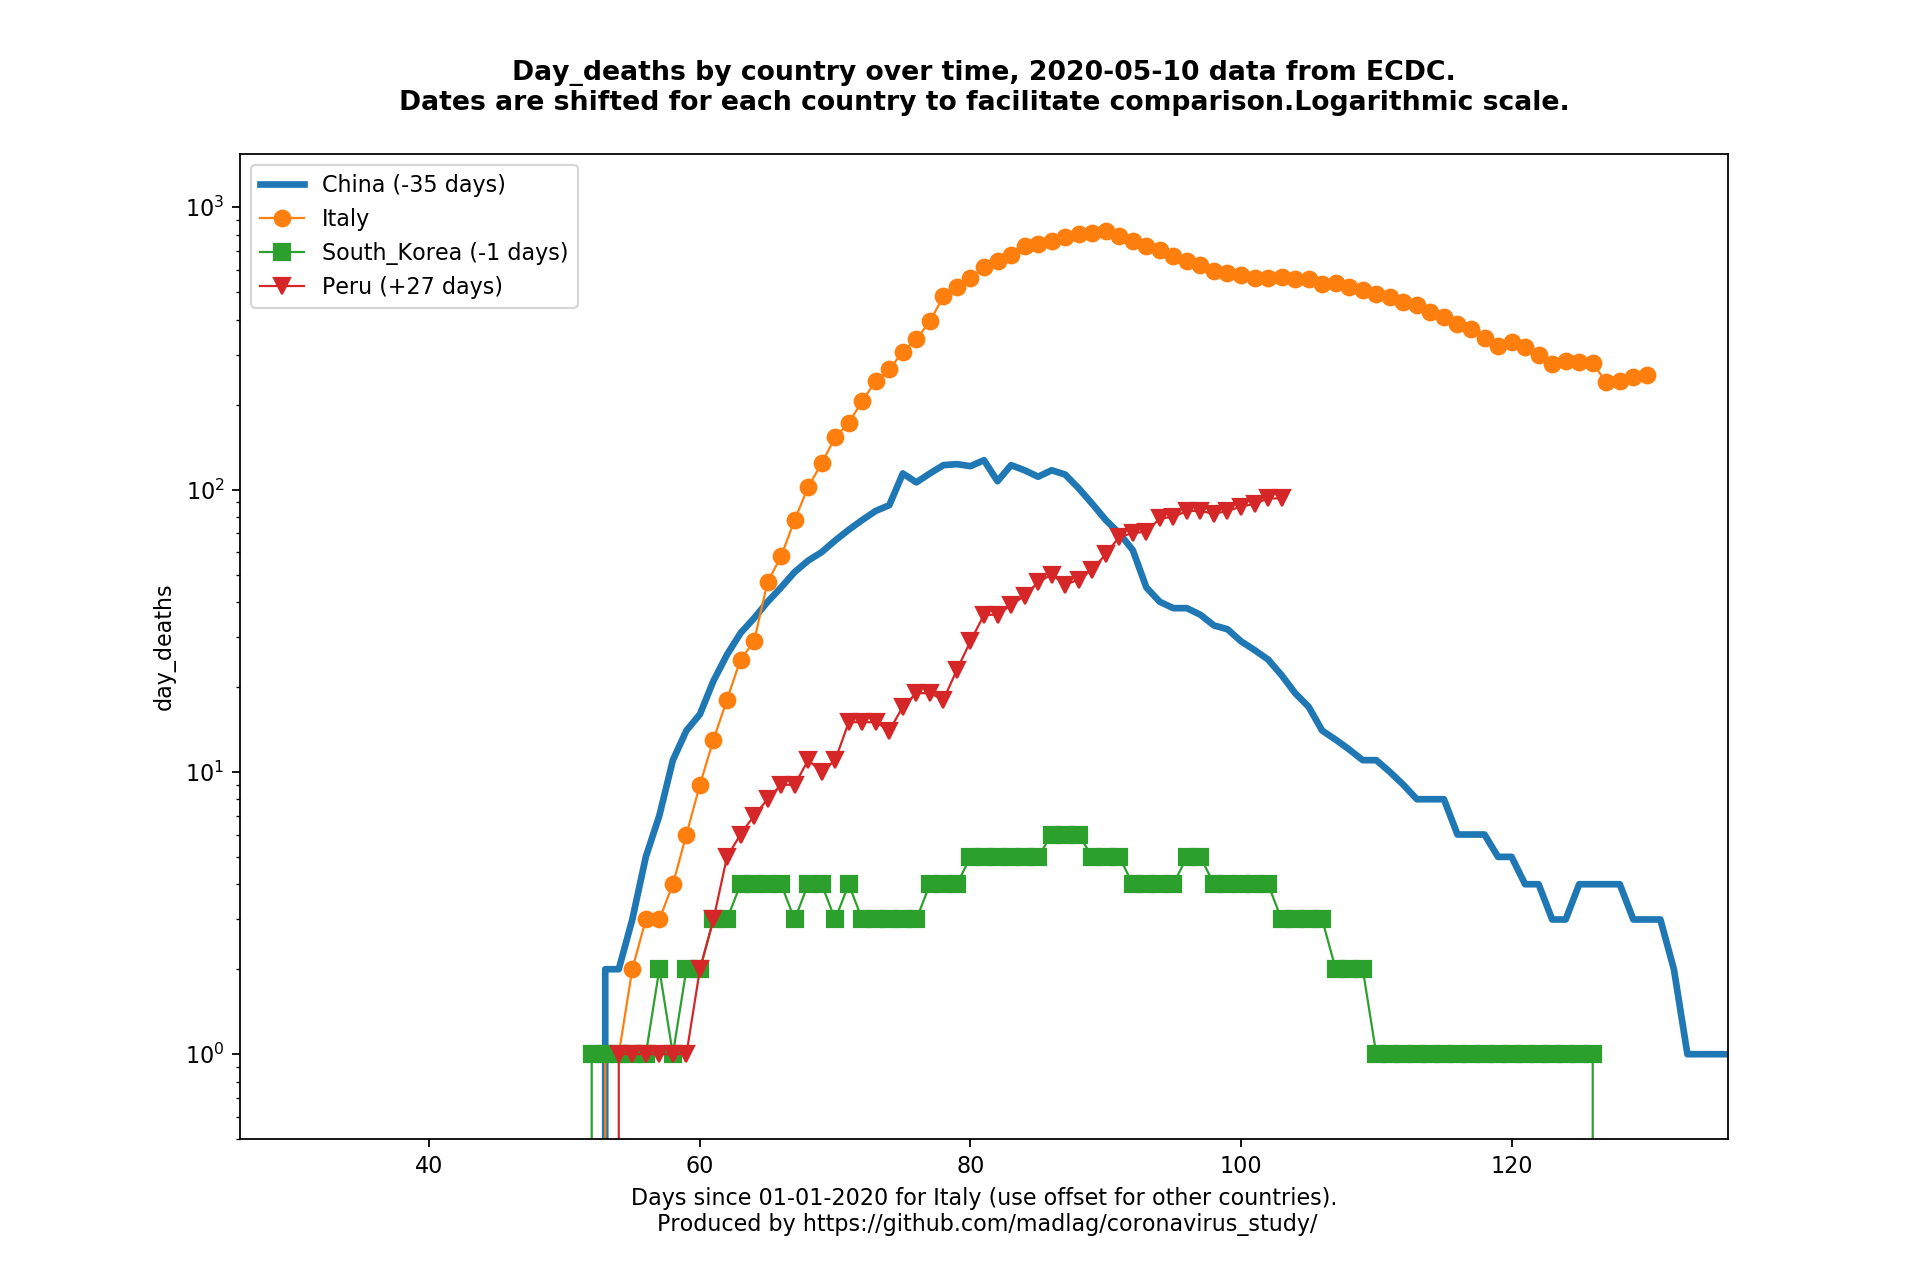 Day_deaths by country over time, 2020-05-10 data from ECDC.
Dates are shifted for each country to facilitate comparison.Logarithmic scale.
China (-35 days)
Italy
South_Korea (-1 days)
Peru (+27 days)
10³
10²
10¹
10⁰
day_deaths
40 60 80 100 120
Days since 01-01-2020 for Italy (use offset for other countries).
Produced by https://github.com/madlag/coronavirus_study/